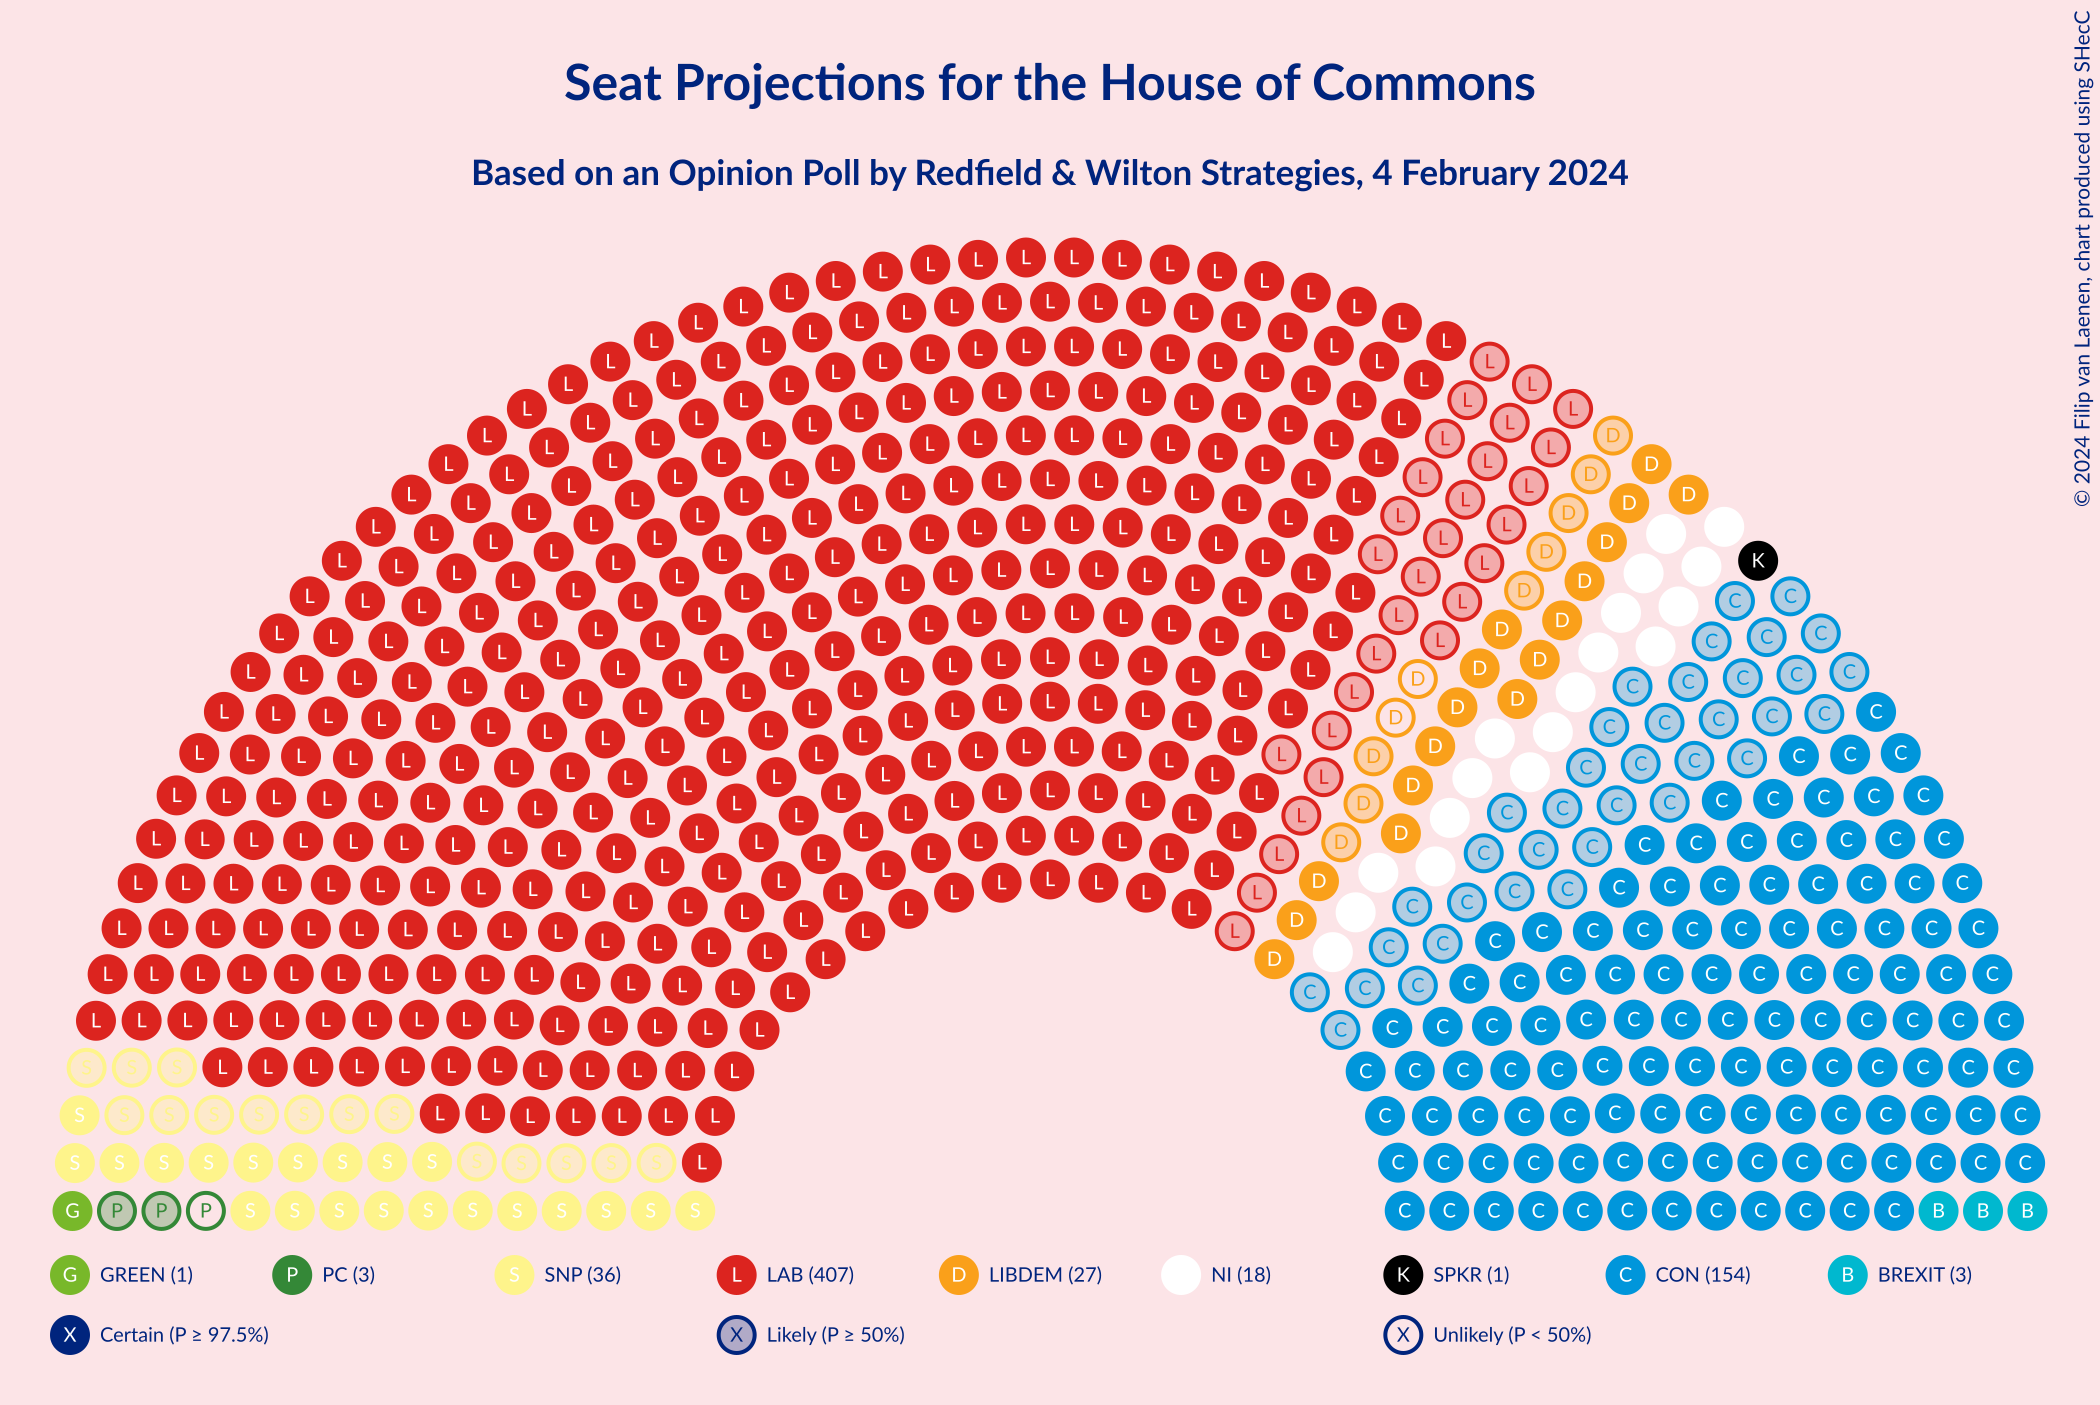 Seat Projections for the House of Commons
Based on an Opinion Poll by Redfield & Wilton Strategies, 4 February 2024
© 2024 Filip van Laenen, chart produced using SHecC
G GREEN (1) P PC (3) S SNP (36) L LAB (407) D LIBDEM (27) NI (18) K SPKR (1) C CON (154) B BREXIT (3)
X Certain (P ≥ 97.5%) X Likely (P ≥ 50%) X Unlikely (P < 50%)